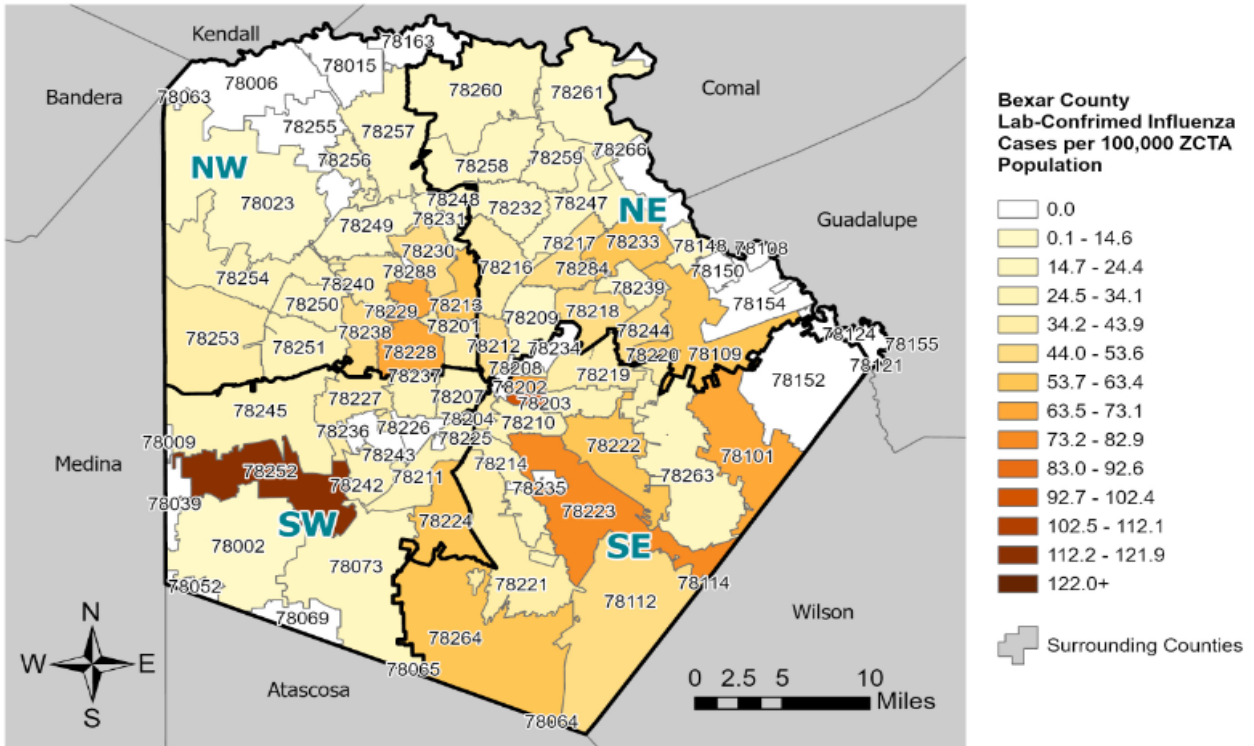 Kendall
78163
78015
78006
Bandera
78063
78260
78261
Comal
78255
78257
78256
78258
78259
78266
NW
78023
78248
78232
78247
NE
78249
78231
78230
78217
78233
78148
78108
Guadalupe
78288
78216
78284
78150
78254
78240
78239
78154
78250
78229
78213
78218
78253
78238
78201
78209
78244
78124
78155
78251
78228
78212
78234
78220
78109
78121
78237
78208
78219
78152
78227
78207
78202
78203
78245
78236
78226
78204
78210
78009
78243
78225
78222
Medina
78252
78242
78211
78214
78263
78101
78039
78235
78223
SW
78224
SE
78002
78073
78221
78112
78114
78052
78069
78264
Wilson
78065
Atascosa
78064
N
W
E
S
0 2.5 5 10
Miles
Bexar County
Lab-Confrimed Influenza
Cases per 100,000 ZCTA
Population
0.0
0.1 - 14.6
14.7 - 24.4
24.5 - 34.1
34.2 - 43.9
44.0 - 53.6
53.7 - 63.4
63.5 - 73.1
73.2 - 82.9
83.0 - 92.6
92.7 - 102.4
102.5 - 112.1
112.2 - 121.9
122.0+
Surrounding Counties